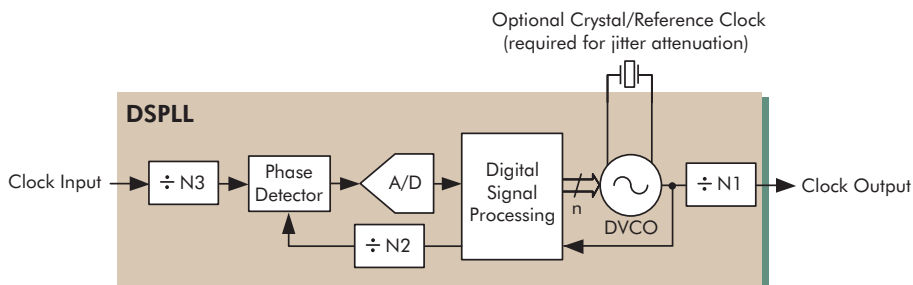 Optional Crystal/Reference Clock
(required for jitter attenuation)
DSPLL
Clock Input
÷ N3
Phase
Detector
A/D
Digital
Signal
Processing
n
DVCO
÷ N1
Clock Output
÷ N2